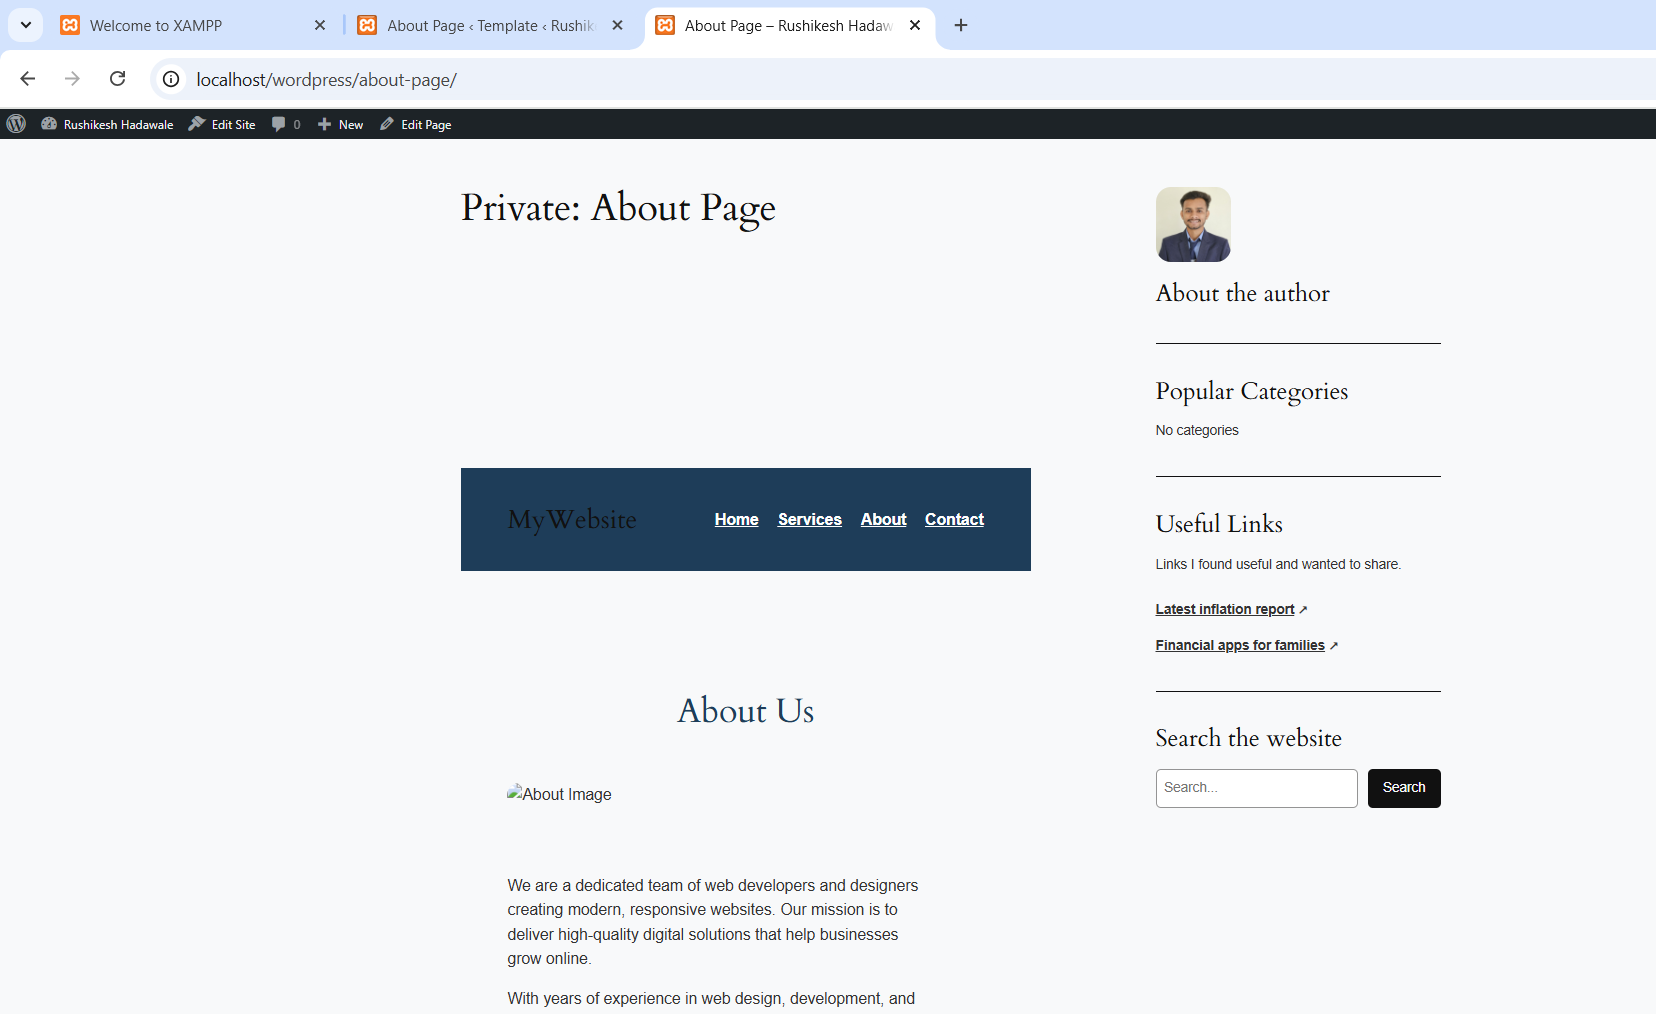 Welcome to XAMPP
About Page ‹ Template ‹ Rushik
About Page – Rushikesh Hadaw
localhost/wordpress/about-page/
Rushikesh Hadawale
Edit Site
0
New
Edit Page
Private: About Page
MyWebsite
Home Services About Contact
About Us
About Image
We are a dedicated team of web developers and designers
creating modern, responsive websites. Our mission is to
deliver high-quality digital solutions that help businesses
grow online.
With years of experience in web design, development, and
About the author
Popular Categories
No categories
Useful Links
Links I found useful and wanted to share.
Latest inflation report ↗
Financial apps for families ↗
Search the website
Search...
Search